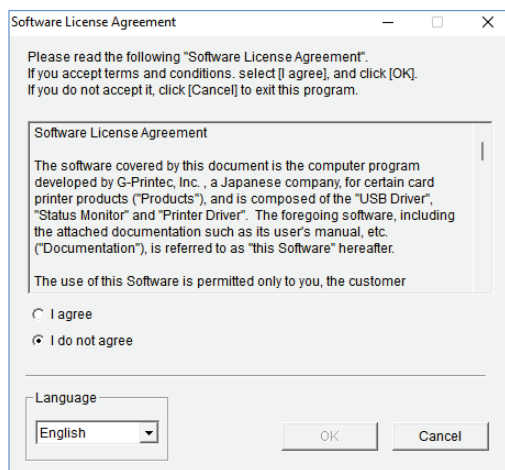 Software License Agreement
Please read the following "Software License Agreement".
If you accept terms and conditions. select [I agree], and click [OK].
If you do not accept it, click [Cancel] to exit this program.
Software License Agreement
The software covered by this document is the computer program
developed by G-Printec, Inc. , a Japanese company, for certain card
printer products ("Products"), and is composed of the "USB Driver",
"Status Monitor" and "Printer Driver".  The foregoing software, including
the attached documentation such as its user's manual, etc.
("Documentation"), is referred to as "this Software" hereafter.
The use of this Software is permitted only to you, the customer
I agree
I do not agree
Language
English
OK
Cancel